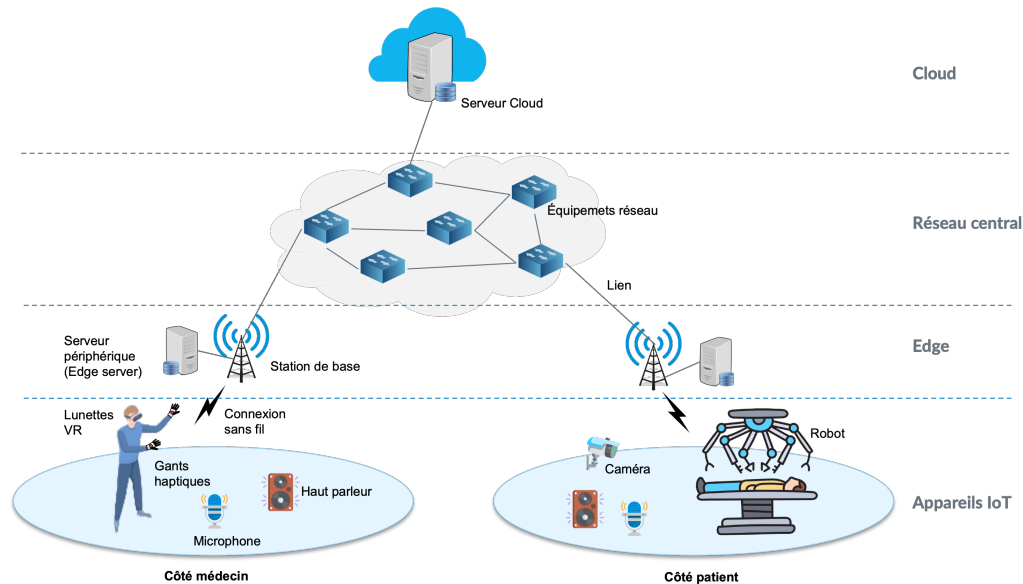 Cloud
Serveur Cloud
Équipemets réseau
Réseau central
Lien
Serveur
périphérique
(Edge server)
Station de base
Edge
Lunettes
VR
Connexion
sans fil
Gants
haptiques
Haut parleur
Microphone
Caméra
Robot
Appareils IoT
Côté médecin
Côté patient